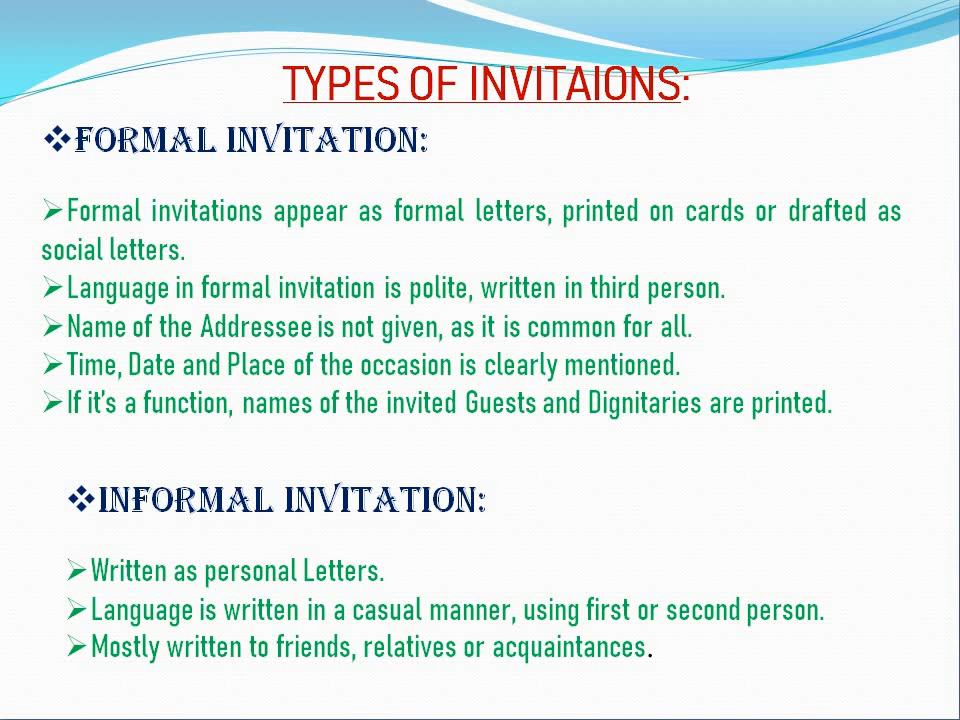 TYPES OF INVITAIONS:
❖FORMAL INVITATION:
➢Formal invitations appear as formal letters, printed on cards or drafted as
social letters.
➢Language in formal invitation is polite, written in third person.
➢Name of the Addressee is not given, as it is common for all.
➢Time, Date and Place of the occasion is clearly mentioned.
➢If it's a function, names of the invited Guests and Dignitaries are printed.
❖INFORMAL INVITATION:
➢Written as personal Letters.
➢Language is written in a casual manner, using first or second person.
➢Mostly written to friends, relatives or acquaintances.